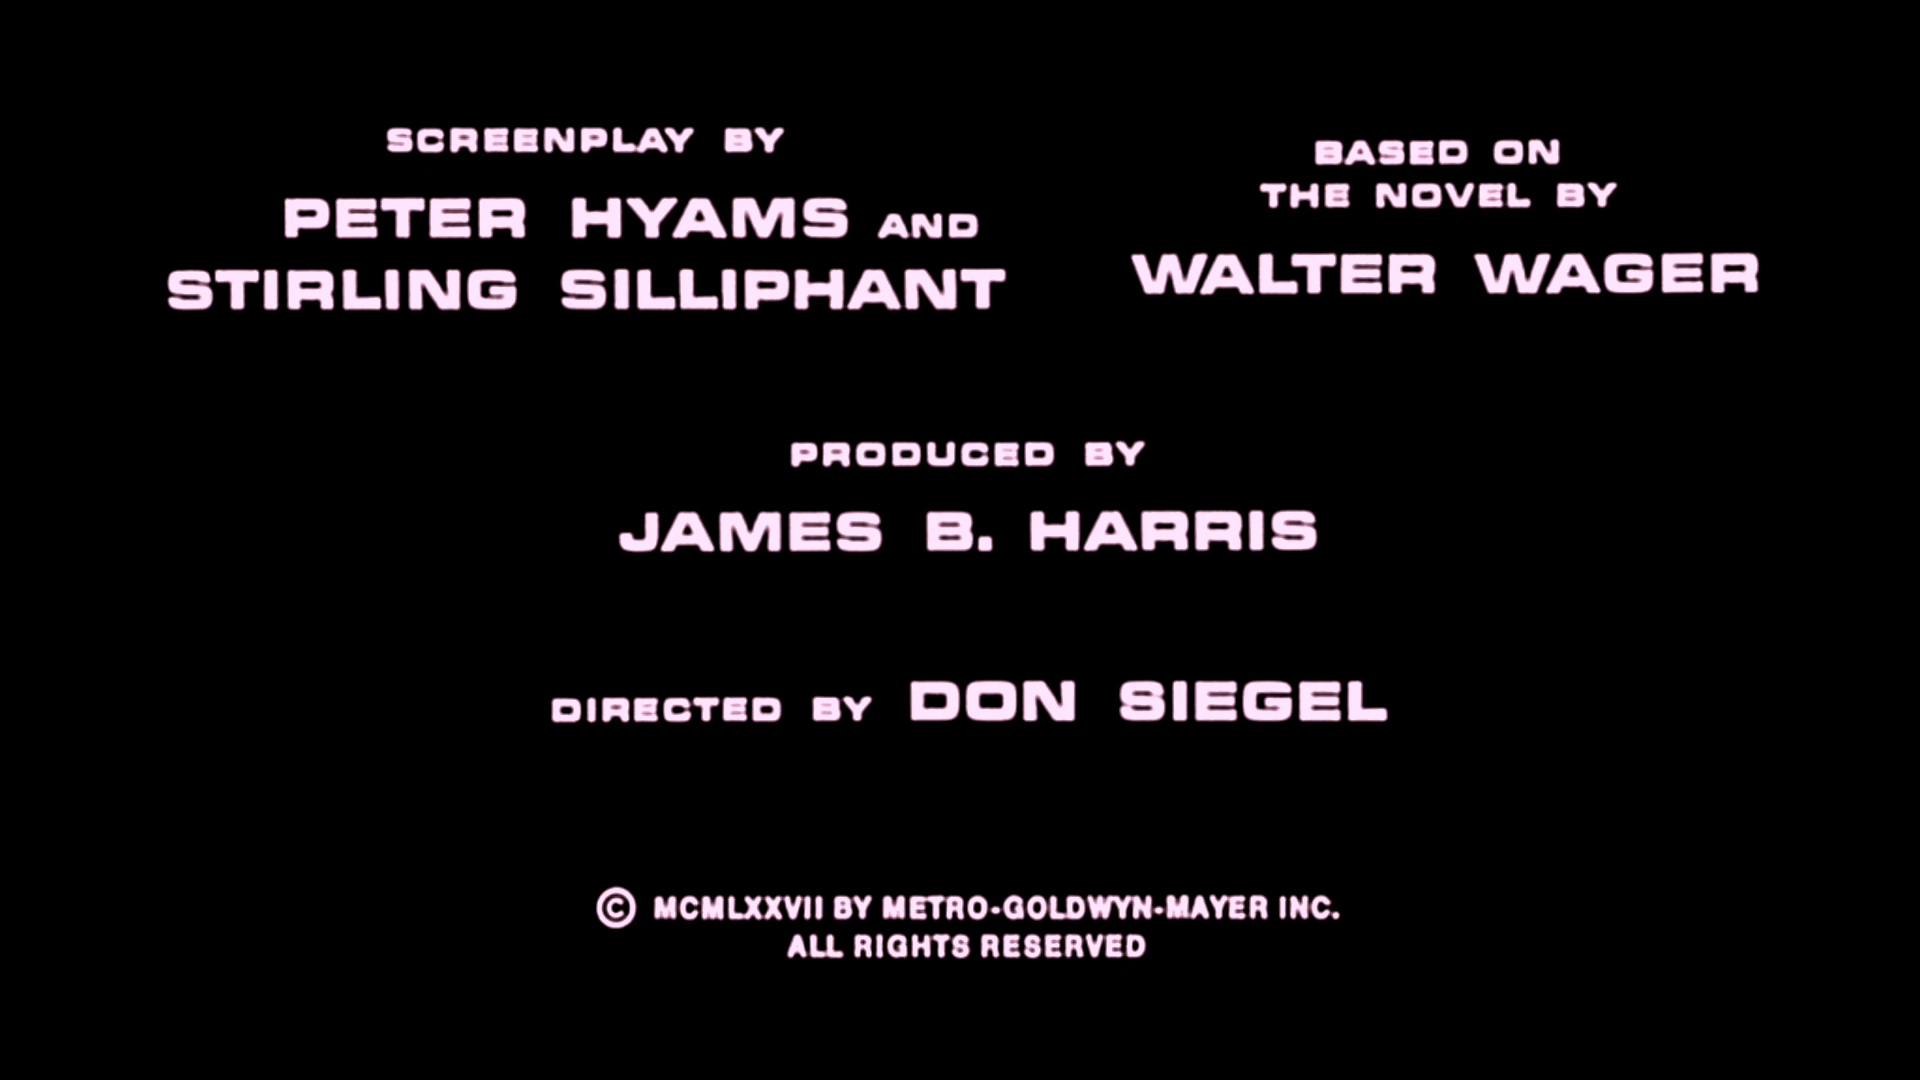 SCREENPLAY BY
PETER HYAMS AND
STIRLING SILLIPHANT
BASED ON
THE NOVEL BY
WALTER WAGER
PRODUCED BY
JAMES B. HARRIS
DIRECTED BY DON SIEGEL
© MCMLXXVII BY METRO-GOLDWYN-MAYER INC.
ALL RIGHTS RESERVED